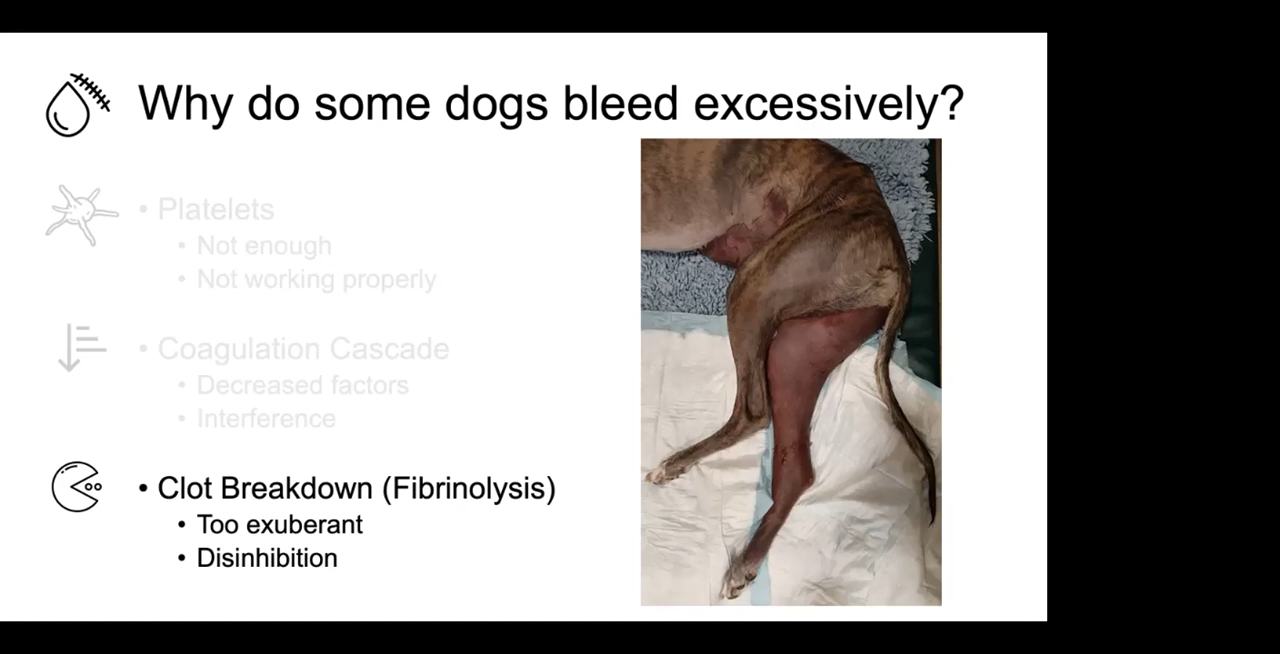 Why do some dogs bleed excessively?
• Platelets
• Not enough
• Not working properly
• Coagulation Cascade
• Decreased factors
• Interference
• Clot Breakdown (Fibrinolysis)
• Too exuberant
• Disinhibition